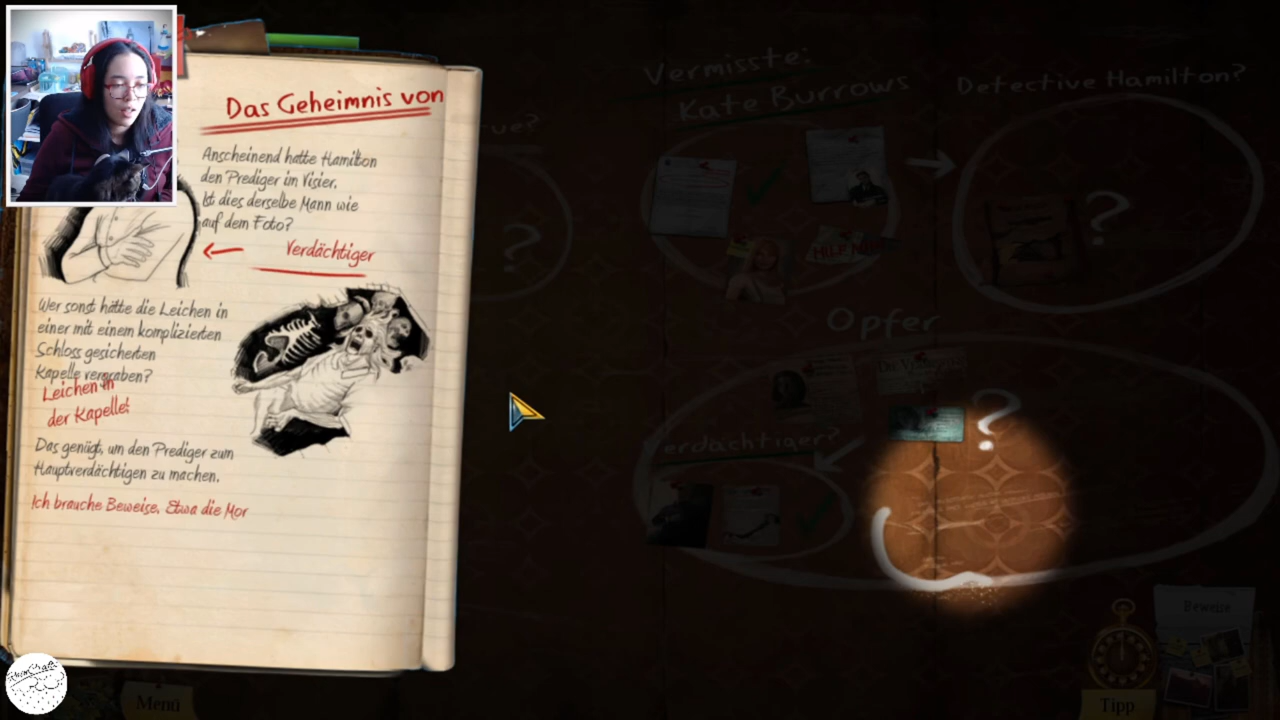 Das Geheimnis von
Anscheinend hatte Hamilton
den Prediger im Visier.
Ist dies derselbe Mann wie
auf dem Foto?
Verdächtiger
Wer sonst hätte die Leichen in
einer mit einem komplizierten
Schloss gesicherten
Kapelle vergraben?
Leichen in
der Kapelle!
Das genügt, um den Prediger zum
Hauptverdächtigen zu machen.
Ich brauche Beweise. Etwa die Mor
Vermisste:
Kate Burrows
Detective Hamilton?
?
?
Opfer
?
Verdächtiger?
Menü
Tipp
Beweise